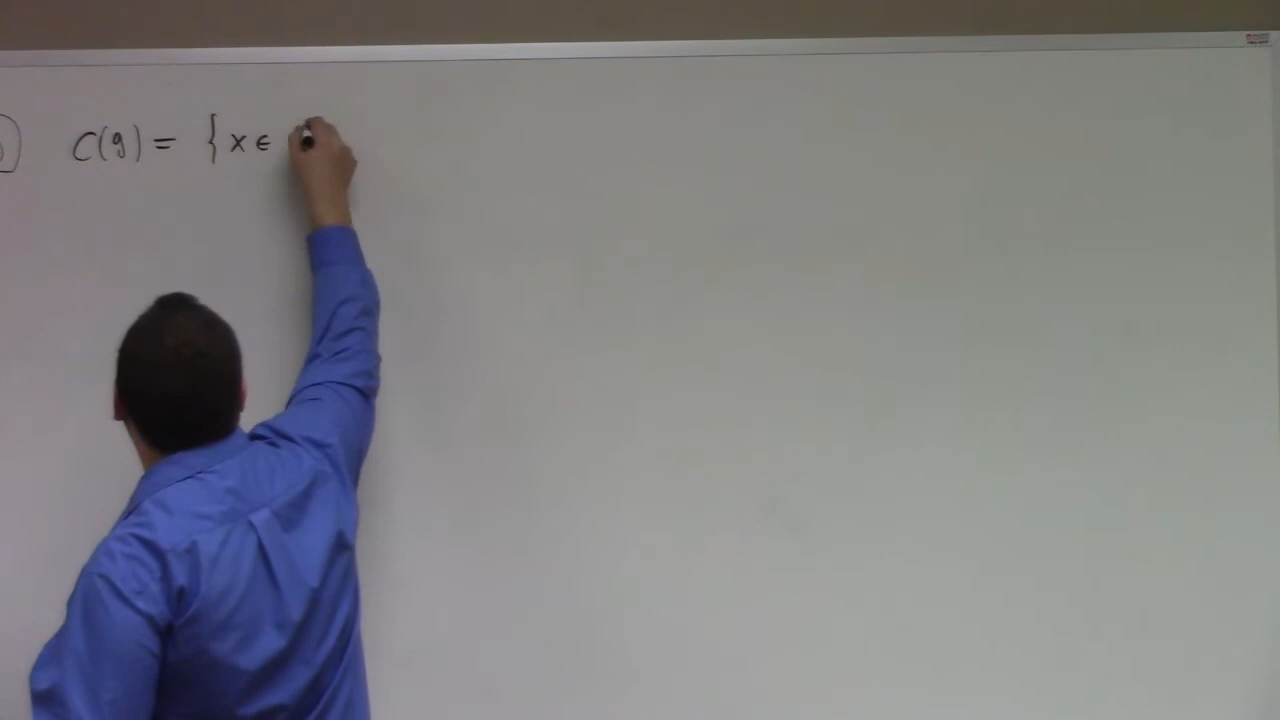 C(g) = { x ∈